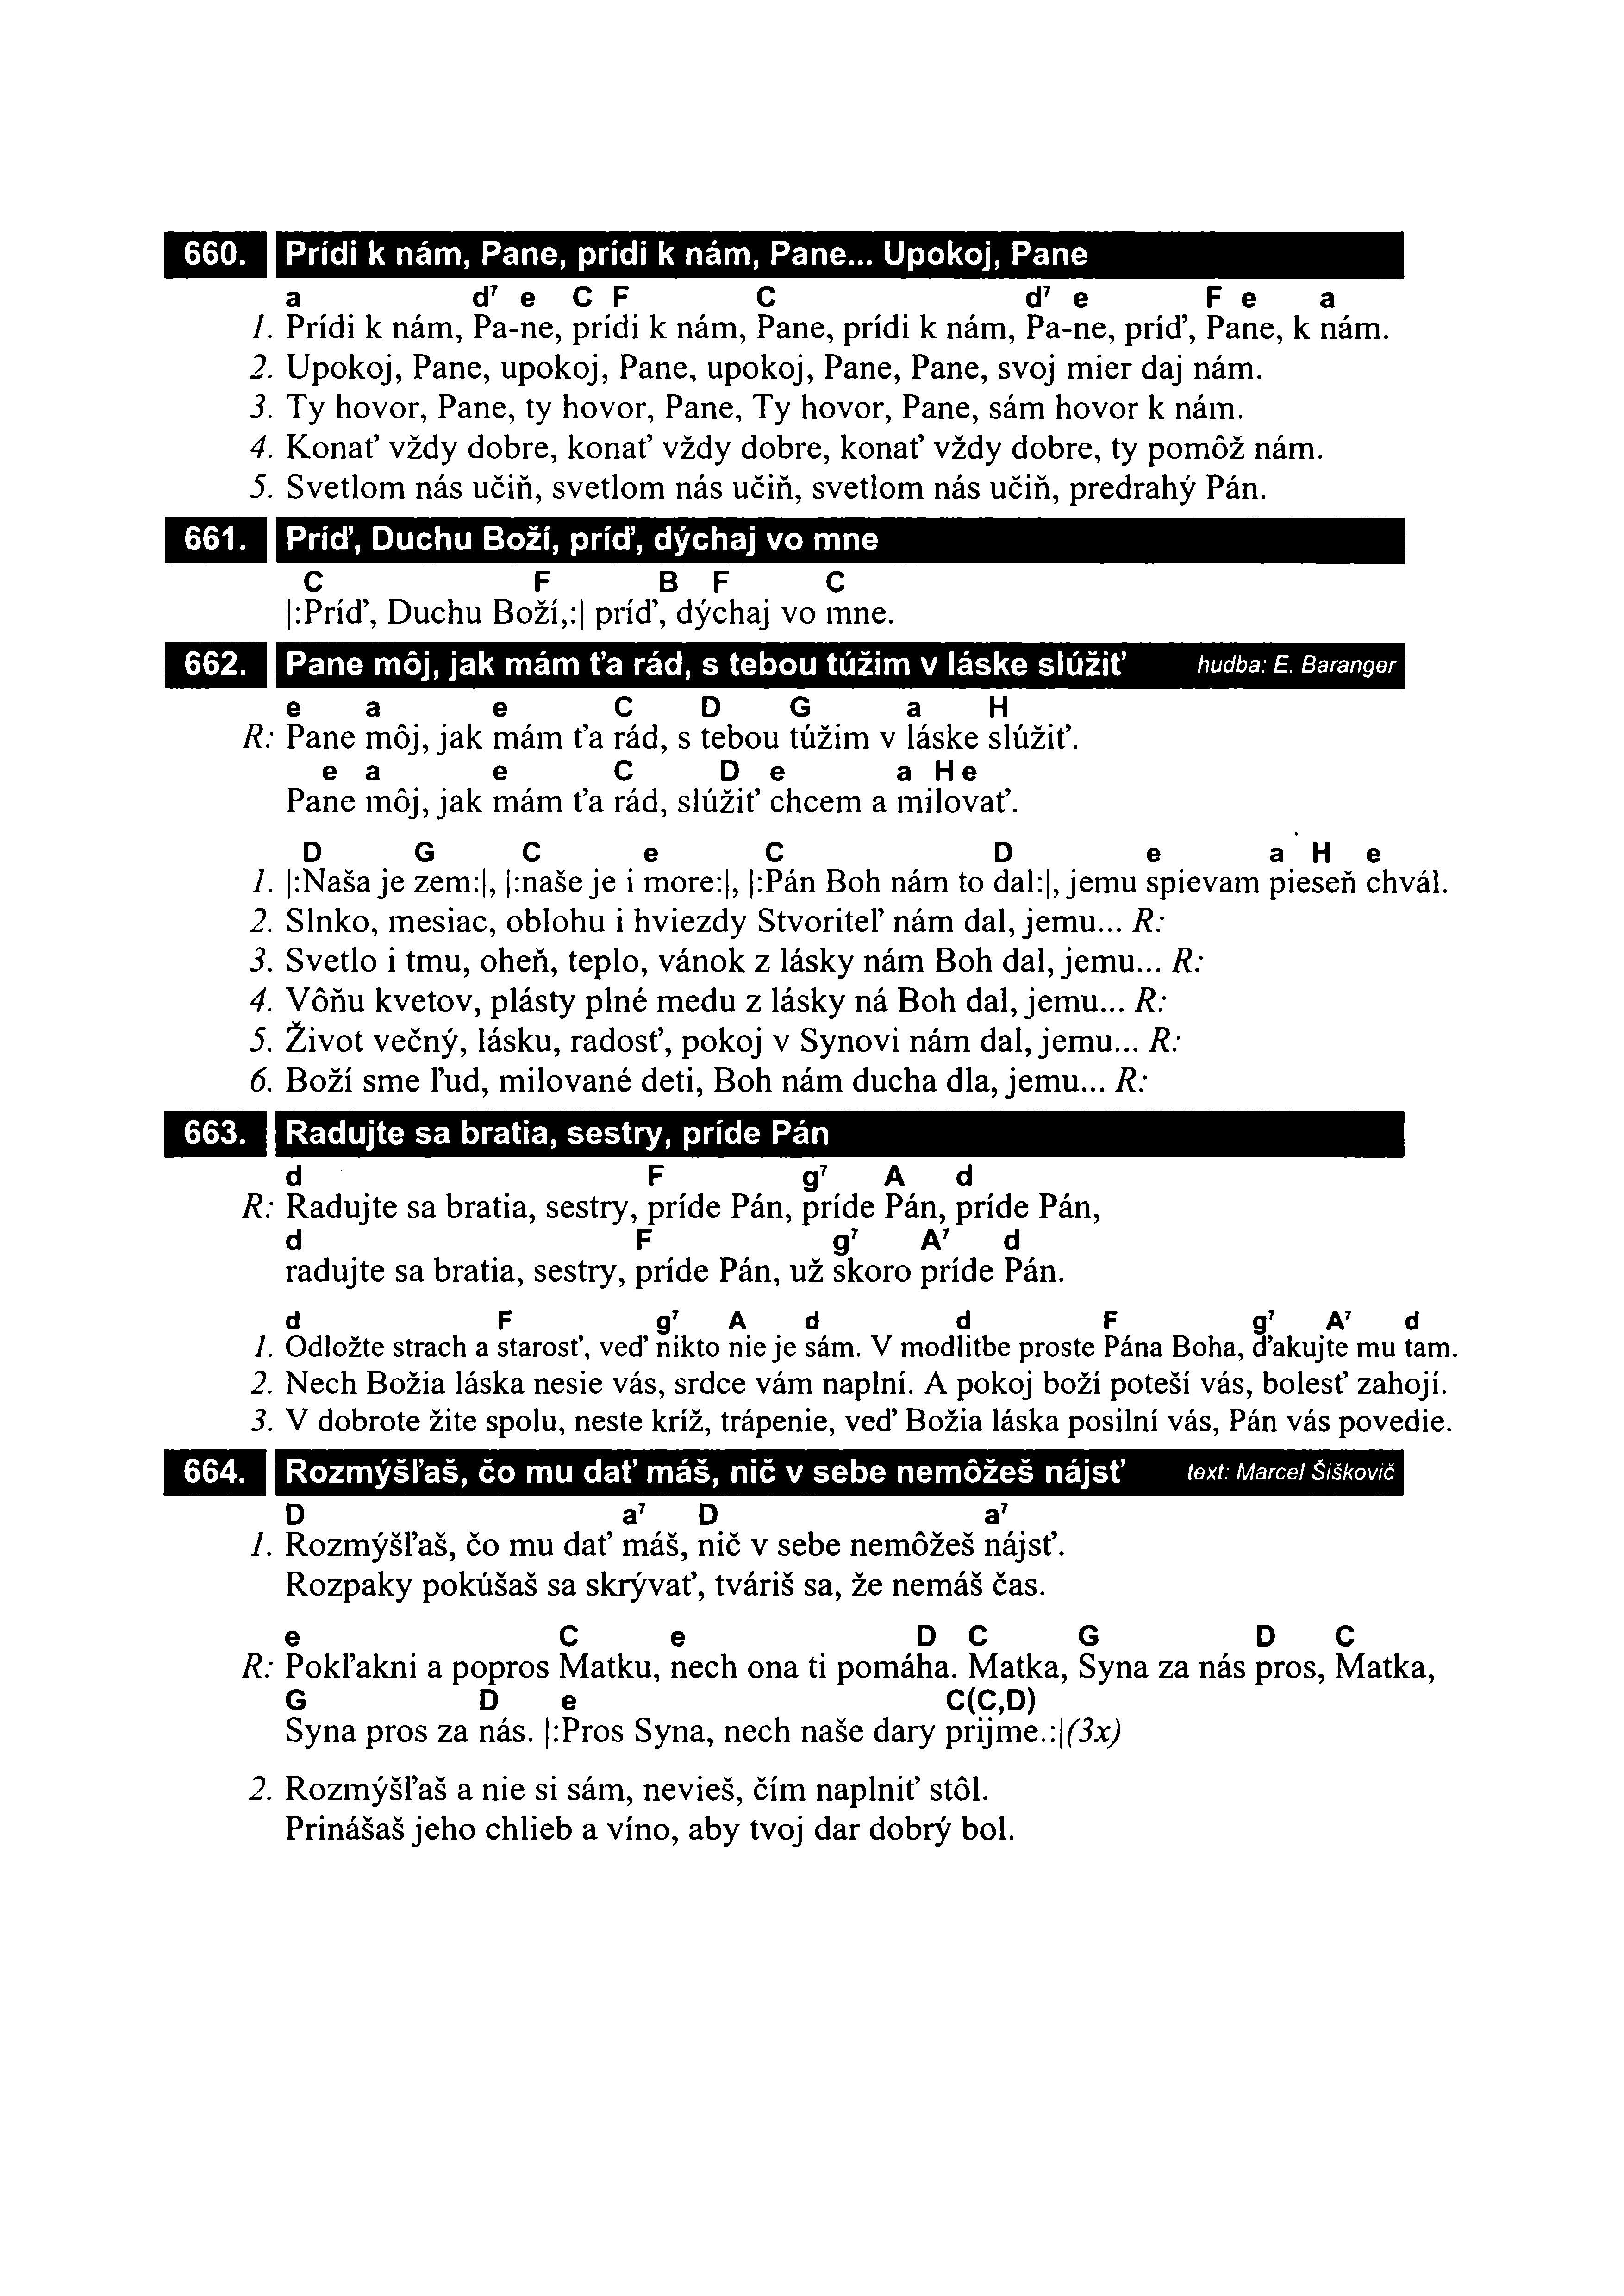 660. Prídi k nám, Pane, prídi k nám, Pane... Upokoj, Pane
a d⁷ e C F C d⁷ e F e a
1. Prídi k nám, Pa-ne, prídi k nám, Pane, prídi k nám, Pa-ne, príď, Pane, k nám.
2. Upokoj, Pane, upokoj, Pane, upokoj, Pane, Pane, svoj mier daj nám.
3. Ty hovor, Pane, ty hovor, Pane, Ty hovor, Pane, sám hovor k nám.
4. Konať vždy dobre, konať vždy dobre, konať vždy dobre, ty pomôž nám.
5. Svetlom nás učiň, svetlom nás učiň, svetlom nás učiň, predrahý Pán.
661. Príď, Duchu Boží, príď, dýchaj vo mne
C F B F C
|:Príď, Duchu Boží,:| príď, dýchaj vo mne.
662. Pane môj, jak mám ťa rád, s tebou túžim v láske slúžiť hudba: E. Baranger
e a e C D G a H
R: Pane môj, jak mám ťa rád, s tebou túžim v láske slúžiť.
e a e C D e a H e
Pane môj, jak mám ťa rád, slúžiť chcem a milovať.
D G C e C D e a H e
1. |:Naša je zem:|, |:naše je i more:|, |:Pán Boh nám to dal:|, jemu spievam pieseň chvál.
2. Slnko, mesiac, oblohu i hviezdy Stvoriteľ nám dal, jemu... R:
3. Svetlo i tmu, oheň, teplo, vánok z lásky nám Boh dal, jemu... R:
4. Vôňu kvetov, plásty plné medu z lásky ná Boh dal, jemu... R:
5. Život večný, lásku, radosť, pokoj v Synovi nám dal, jemu... R:
6. Boží sme ľud, milované deti, Boh nám ducha dla, jemu... R:
663. Radujte sa bratia, sestry, príde Pán
d F g⁷ A d
R: Radujte sa bratia, sestry, príde Pán, príde Pán, príde Pán,
d F g⁷ A⁷ d
radujte sa bratia, sestry, príde Pán, už skoro príde Pán.
d F g⁷ A d d F g⁷ A⁷ d
1. Odložte strach a starosť, veď nikto nie je sám. V modlitbe proste Pána Boha, ďakujte mu tam.
2. Nech Božia láska nesie vás, srdce vám naplní. A pokoj boží poteší vás, bolesť zahojí.
3. V dobrote žite spolu, neste kríž, trápenie, veď Božia láska posilní vás, Pán vás povedie.
664. Rozmýšľaš, čo mu dať máš, nič v sebe nemôžeš nájsť text: Marcel Šiškovič
D a⁷ D a⁷
1. Rozmýšľaš, čo mu dať máš, nič v sebe nemôžeš nájsť.
Rozpaky pokúšaš sa skrývať, tváriš sa, že nemáš čas.
e C e D C G D C
R: Pokľakni a popros Matku, nech ona ti pomáha. Matka, Syna za nás pros, Matka,
G D e C(C,D)
Syna pros za nás. |:Pros Syna, nech naše dary prijme.:|(3x)
2. Rozmýšľaš a nie si sám, nevieš, čím naplniť stôl.
Prinášaš jeho chlieb a víno, aby tvoj dar dobrý bol.